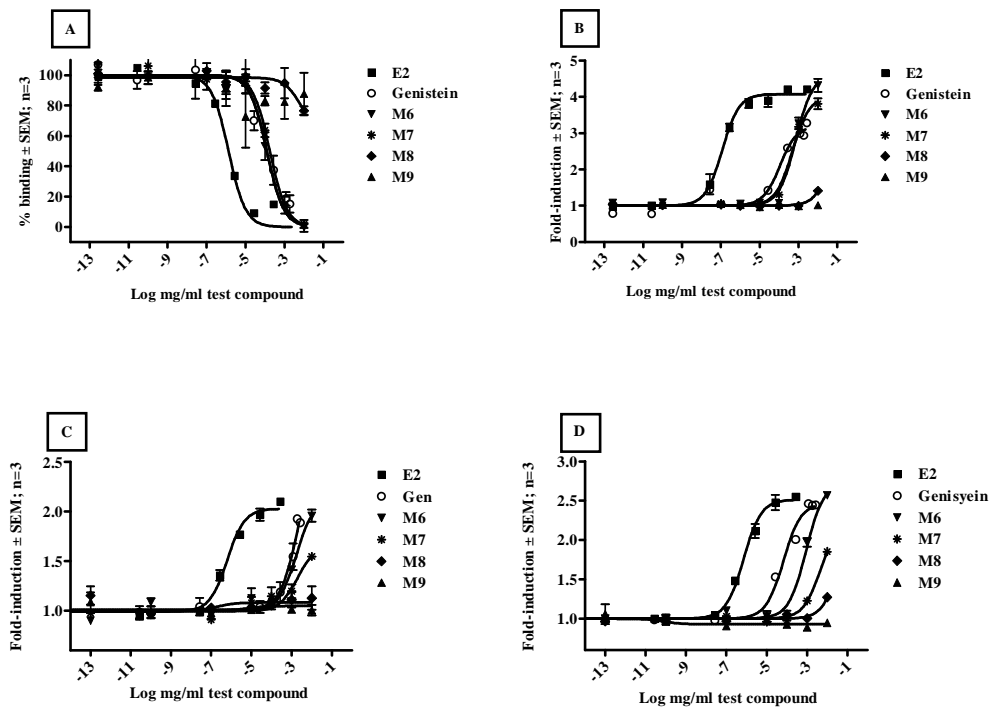 A
% binding ± SEM; n=3
100
80
60
40
20
0
-13 -11 -9 -7 -5 -3 -1
Log mg/ml test compound
E2
Genistein
M6
M7
M8
M9
B
Fold-induction ± SEM; n=3
5
4
3
2
1
0
-13 -11 -9 -7 -5 -3 -1
Log mg/ml test compound
E2
Genistein
M6
M7
M8
M9
C
Fold-induction ± SEM; n=3
2.5
2.0
1.5
1.0
-13 -11 -9 -7 -5 -3 -1
Log mg/ml test compound
E2
Gen
M6
M7
M8
M9
D
Fold-induction ± SEM; n=3
3.0
2.5
2.0
1.5
1.0
-13 -11 -9 -7 -5 -3 -1
Log mg/ml test compound
E2
Genisyein
M6
M7
M8
M9